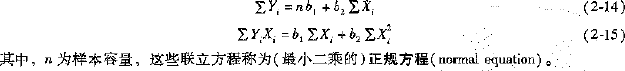 ∑Yᵢ = nb₁ + b₂∑Xᵢ (2-14)
∑YᵢXᵢ = b₁∑Xᵢ + b₂∑Xᵢ² (2-15)
其中，n为样本容量，这些联立方程称为(最小二乘的)正规方程(normal equation)。